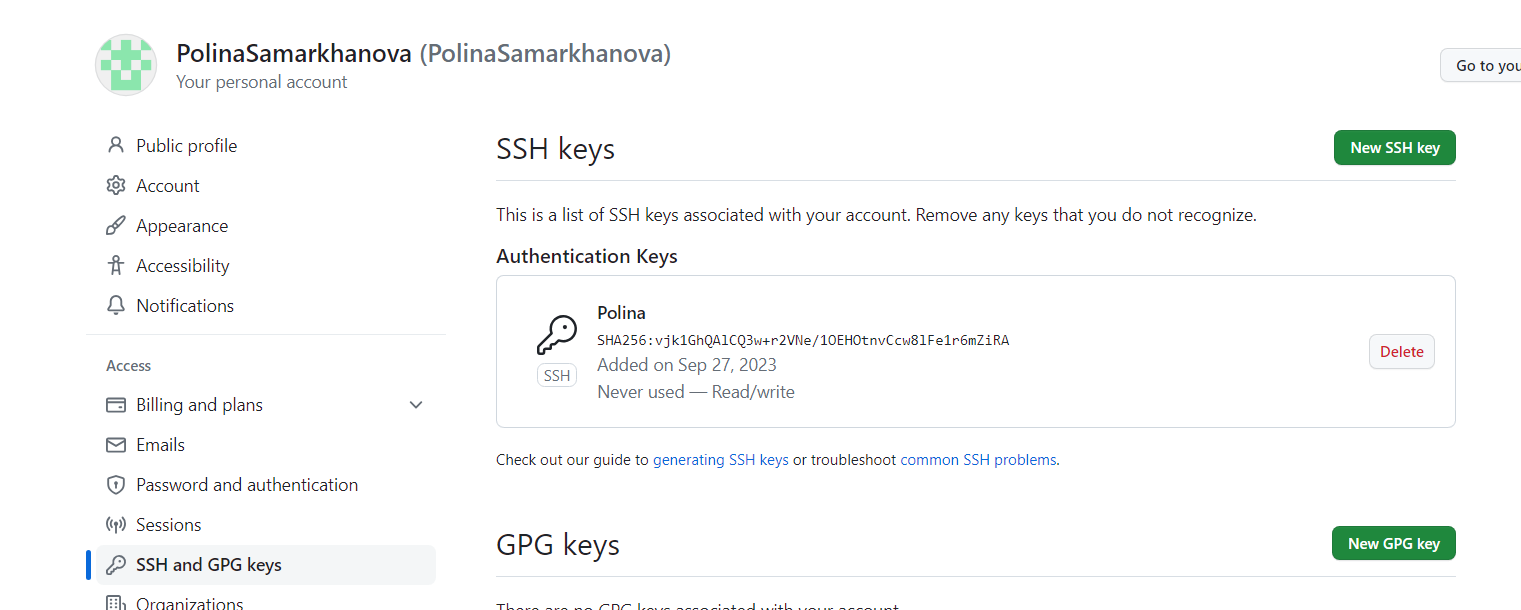 PolinaSamarkhanova (PolinaSamarkhanova)
Your personal account
Go to you
Public profile
Account
Appearance
Accessibility
Notifications
Access
Billing and plans
Emails
Password and authentication
Sessions
SSH and GPG keys
Organizations
SSH keys
New SSH key
This is a list of SSH keys associated with your account. Remove any keys that you do not recognize.
Authentication Keys
Polina
SHA256:vjk1GhQAlCQ3w+r2VNe/1OEHOtnvCcw8lFe1r6mZiRA
Added on Sep 27, 2023
Never used — Read/write
SSH
Delete
Check out our guide to generating SSH keys or troubleshoot common SSH problems.
GPG keys
New GPG key
There are no GPG keys associated with your account.